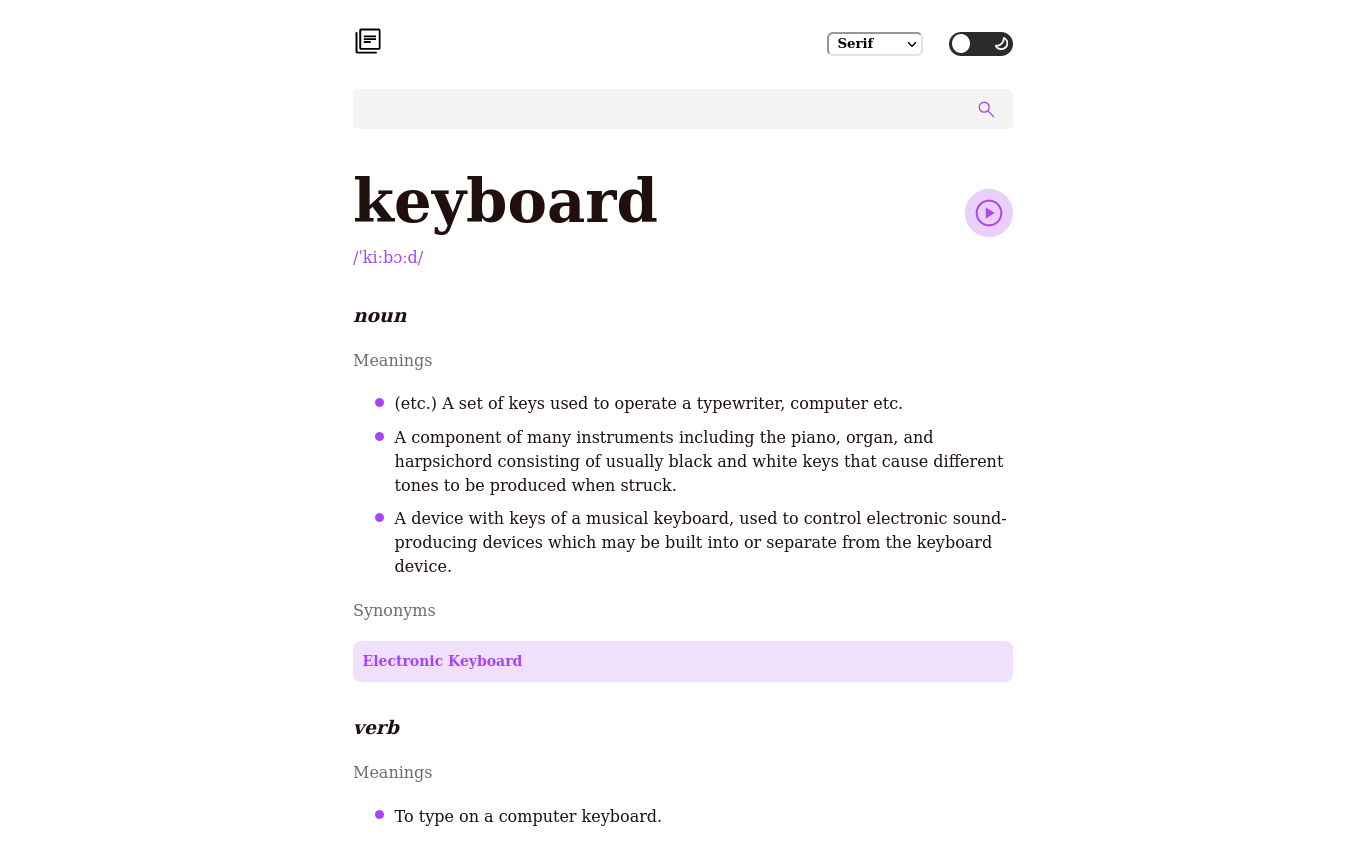 Serif
keyboard
/ˈkiːbɔːd/
noun
Meanings
(etc.) A set of keys used to operate a typewriter, computer etc.
A component of many instruments including the piano, organ, and
harpsichord consisting of usually black and white keys that cause different
tones to be produced when struck.
A device with keys of a musical keyboard, used to control electronic sound-
producing devices which may be built into or separate from the keyboard
device.
Synonyms
Electronic Keyboard
verb
Meanings
To type on a computer keyboard.